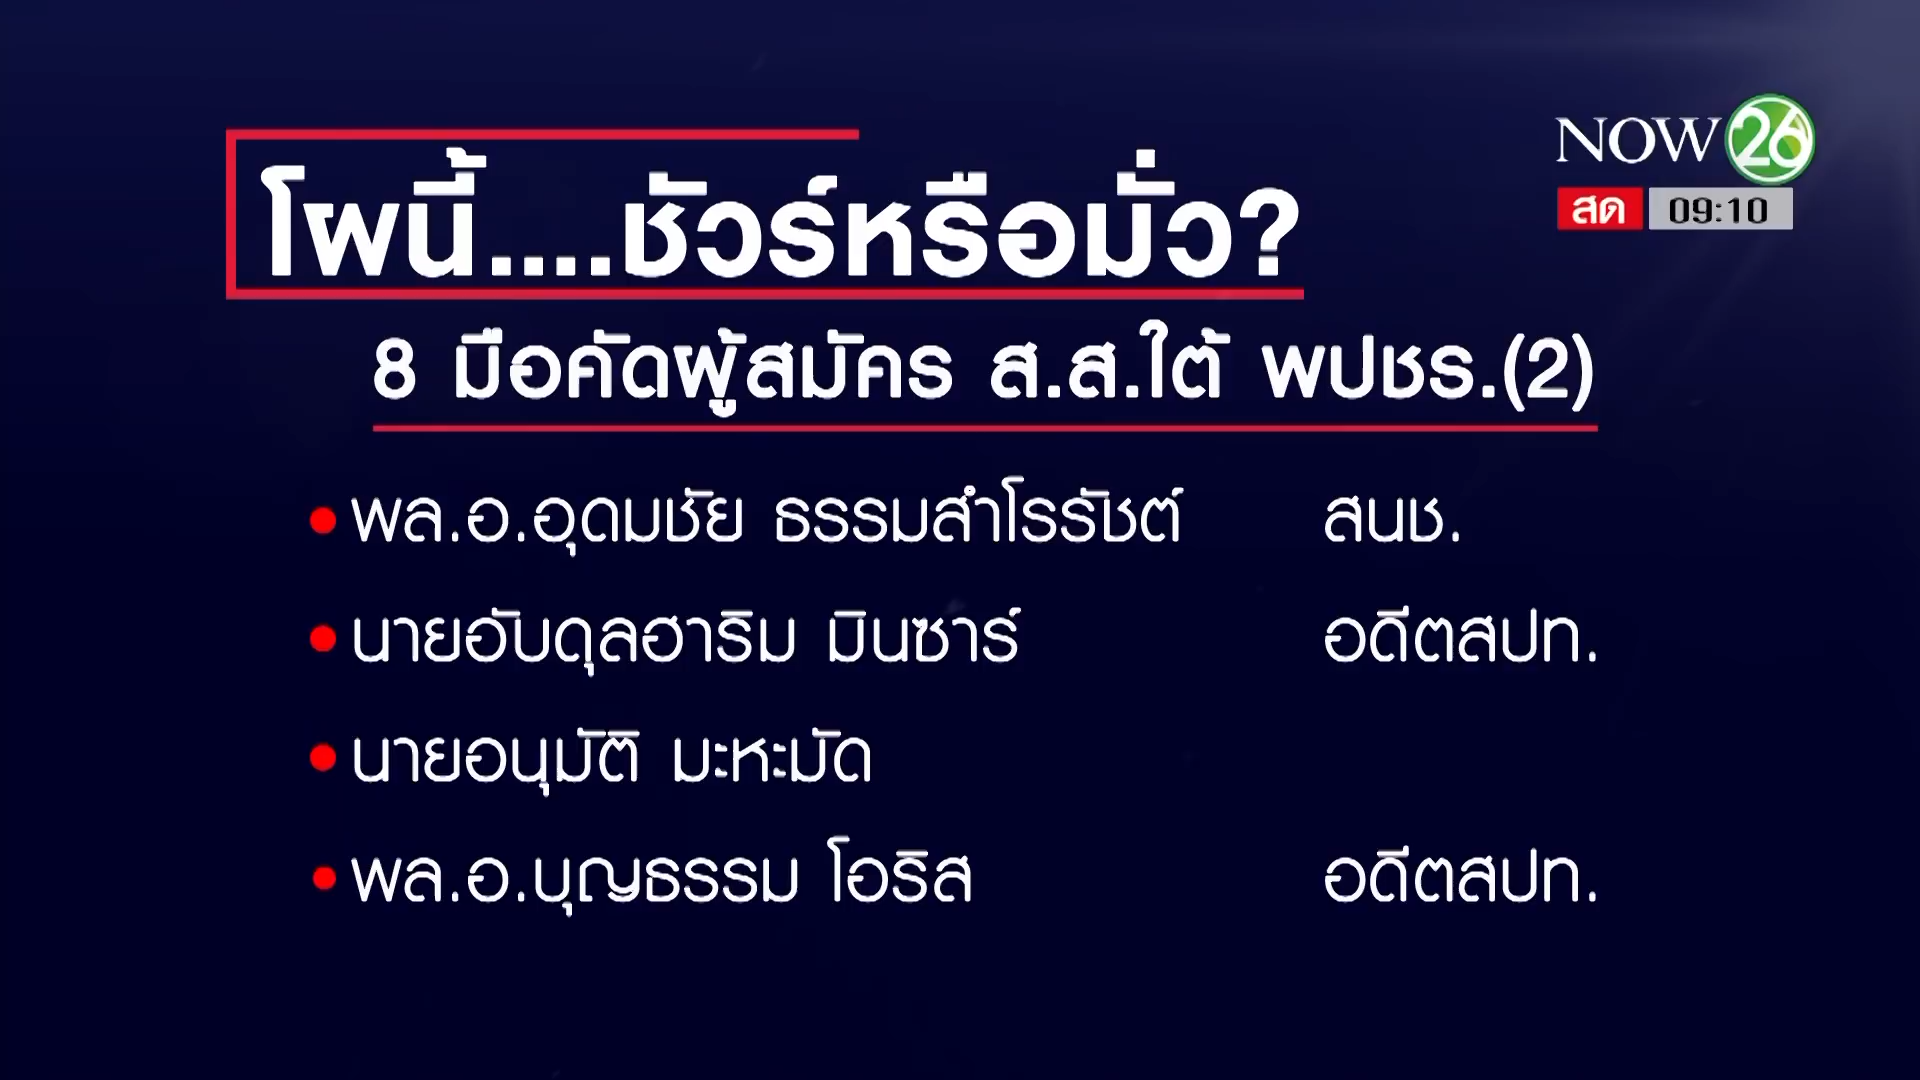 NOW 26
โผนี้....ชัวร์หรือมั่ว?
สด 09:10
8 มือคัดผู้สมัคร ส.ส.ใต้ พปชร.(2)
พล.อ.อุดมชัย ธรรมสำโรรัชต์ สนช.
นายอับดุลฮาริม มินซาร์ อดีตสปท.
นายอนุมัติ มะหะมัด
พล.อ.บุญธรรม โอริส อดีตสปท.